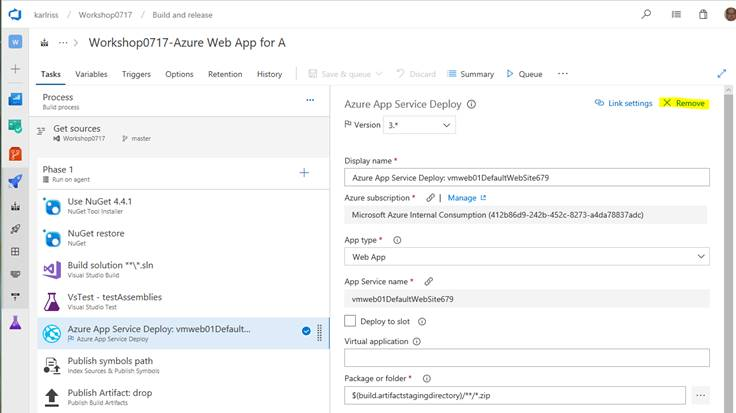 karlriss / Workshop0717 / Build and release
W
... > Workshop0717-Azure Web App for A
Tasks Variables Triggers Options Retention History Save & queue Discard Summary Queue ...
Process
Build process
...
Get sources
Workshop0717 master
Phase 1
Run on agent
+
Use NuGet 4.4.1
NuGet Tool Installer
NuGet restore
NuGet
Build solution **\*.sln
Visual Studio Build
VsTest - testAssemblies
Visual Studio Test
Azure App Service Deploy: vmweb01Default...
Azure App Service Deploy
Publish symbols path
Index Sources & Publish Symbols
Publish Artifact: drop
Publish Build Artifacts
Azure App Service Deploy
Link settings Remove
Version 3.*
Display name *
Azure App Service Deploy: vmweb01DefaultWebSite679
Azure subscription * | Manage
Microsoft Azure Internal Consumption (412b86d9-242b-452c-8273-a4da78837adc)
App type *
Web App
App Service name *
vmweb01DefaultWebSite679
Deploy to slot
Virtual application
Package or folder *
$(build.artifactstagingdirectory)/**/*.zip
...